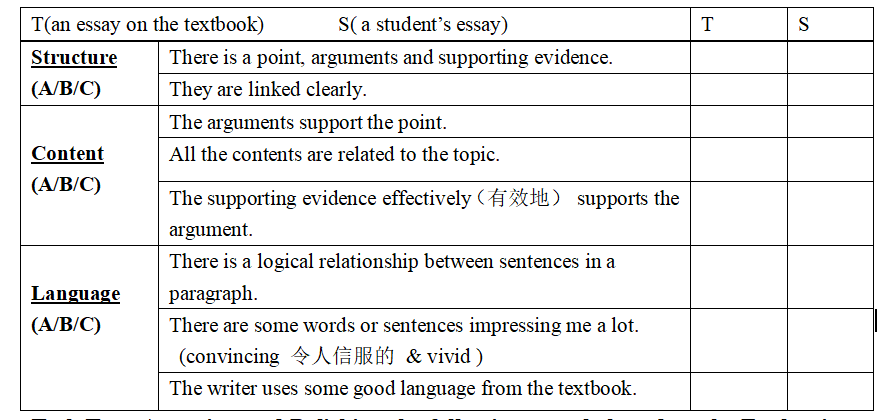 T(an essay on the textbook) S( a student's essay) T S
Structure
(A/B/C)
There is a point, arguments and supporting evidence.
They are linked clearly.
Content
(A/B/C)
The arguments support the point.
All the contents are related to the topic.
The supporting evidence effectively（有效地） supports the
argument.
Language
(A/B/C)
There is a logical relationship between sentences in a
paragraph.
There are some words or sentences impressing me a lot.
(convincing 令人信服的 & vivid )
The writer uses some good language from the textbook.